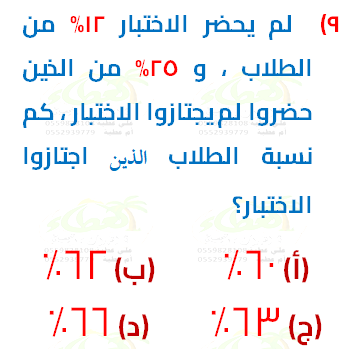 ٩) لم يحضر الاختبار ١٢% من
الطلاب ، و ٢٥% من الذين
حضروا لم يجتازوا الاختبار ، كم
نسبة الطلاب الذين اجتازوا
الاختبار؟
(أ) ٦٠٪ (ب) ٦٢٪
(ج) ٦٣٪ (د) ٦٦٪